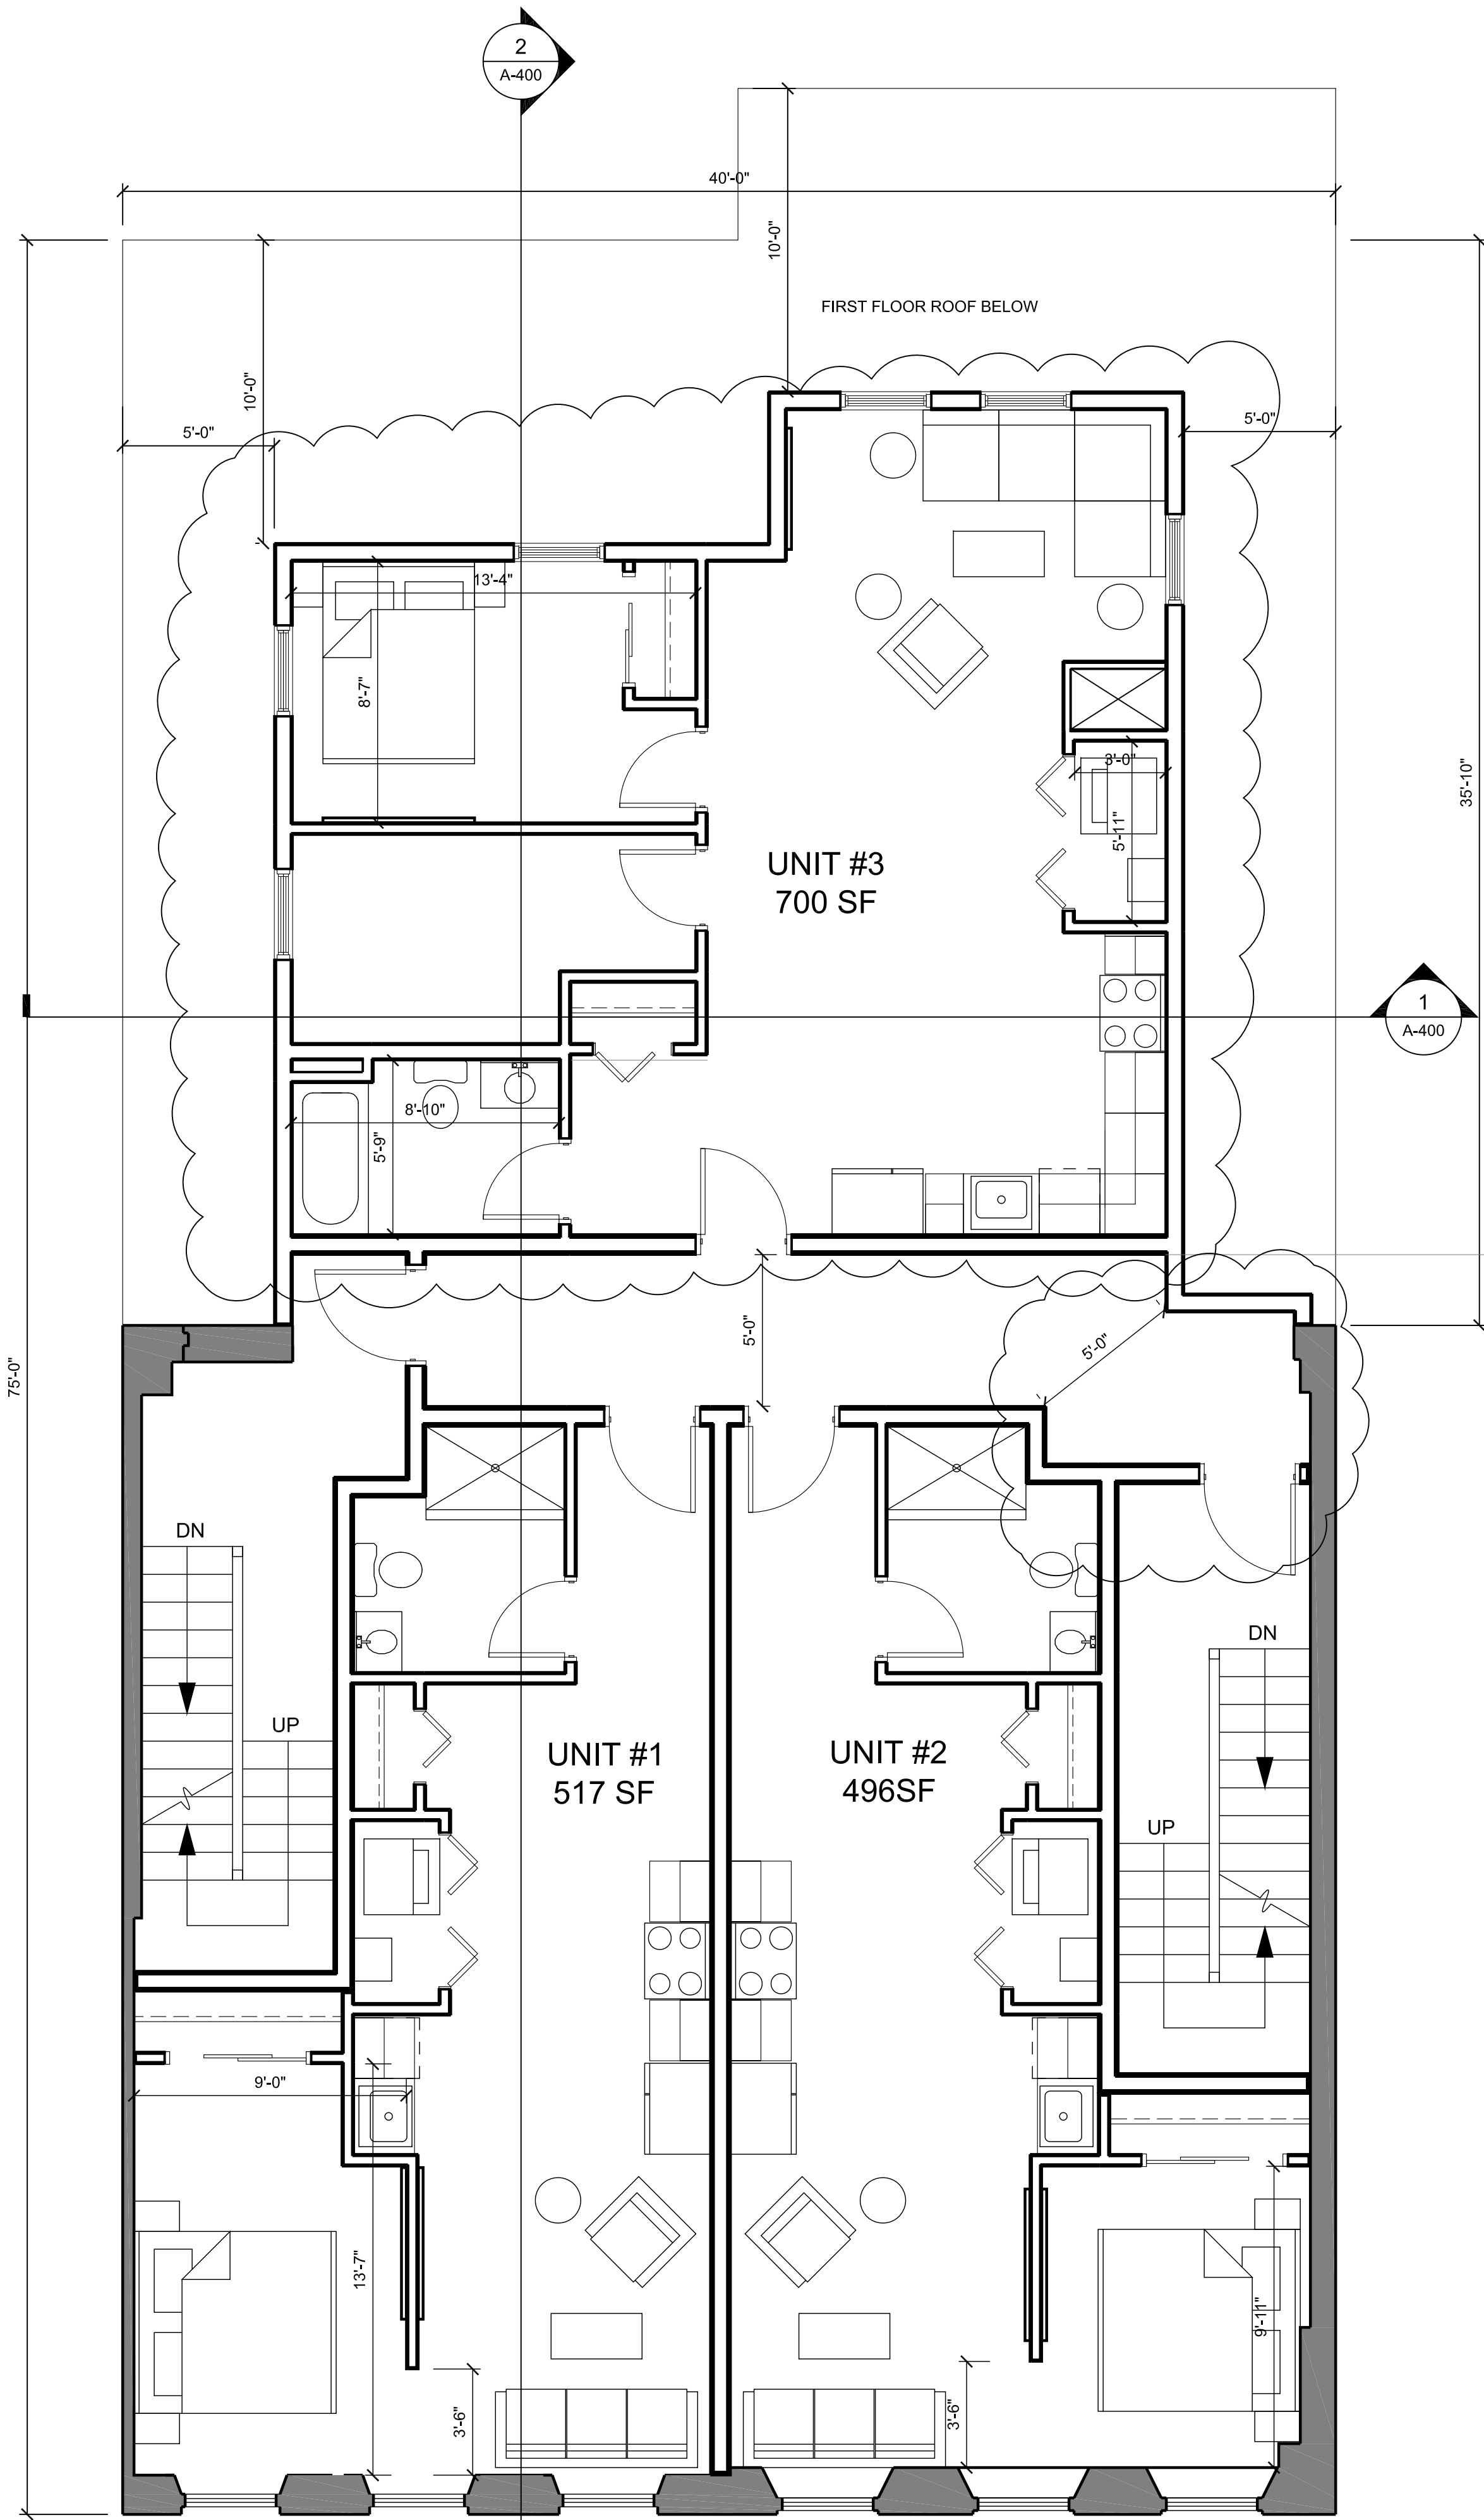 2
A-400
40'-0"
10'-0"
FIRST FLOOR ROOF BELOW
10'-0"
5'-0"
5'-0"
13'-4"
8'-7"
3'-0"
5'-11"
35'-10"
UNIT #3
700 SF
1
A-400
8'-10"
5'-9"
5'-0"
5'-0"
75'-0"
DN
UP
DN
UP
UNIT #1
517 SF
UNIT #2
496SF
9'-0"
13'-7"
3'-6"
3'-6"
9'-11"